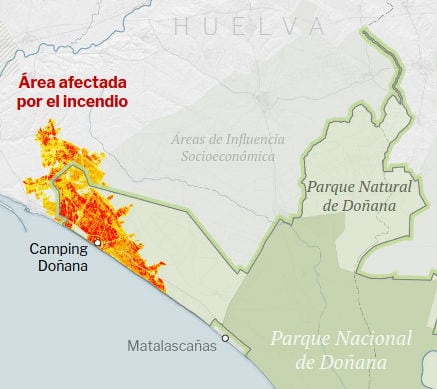 HUELVA
Área afectada
por el incendio
Áreas de Influencia
Socioeconómica
Parque Natural
de Doñana
Camping
Doñana
Matalascañas
Parque Nacional
de Doñana